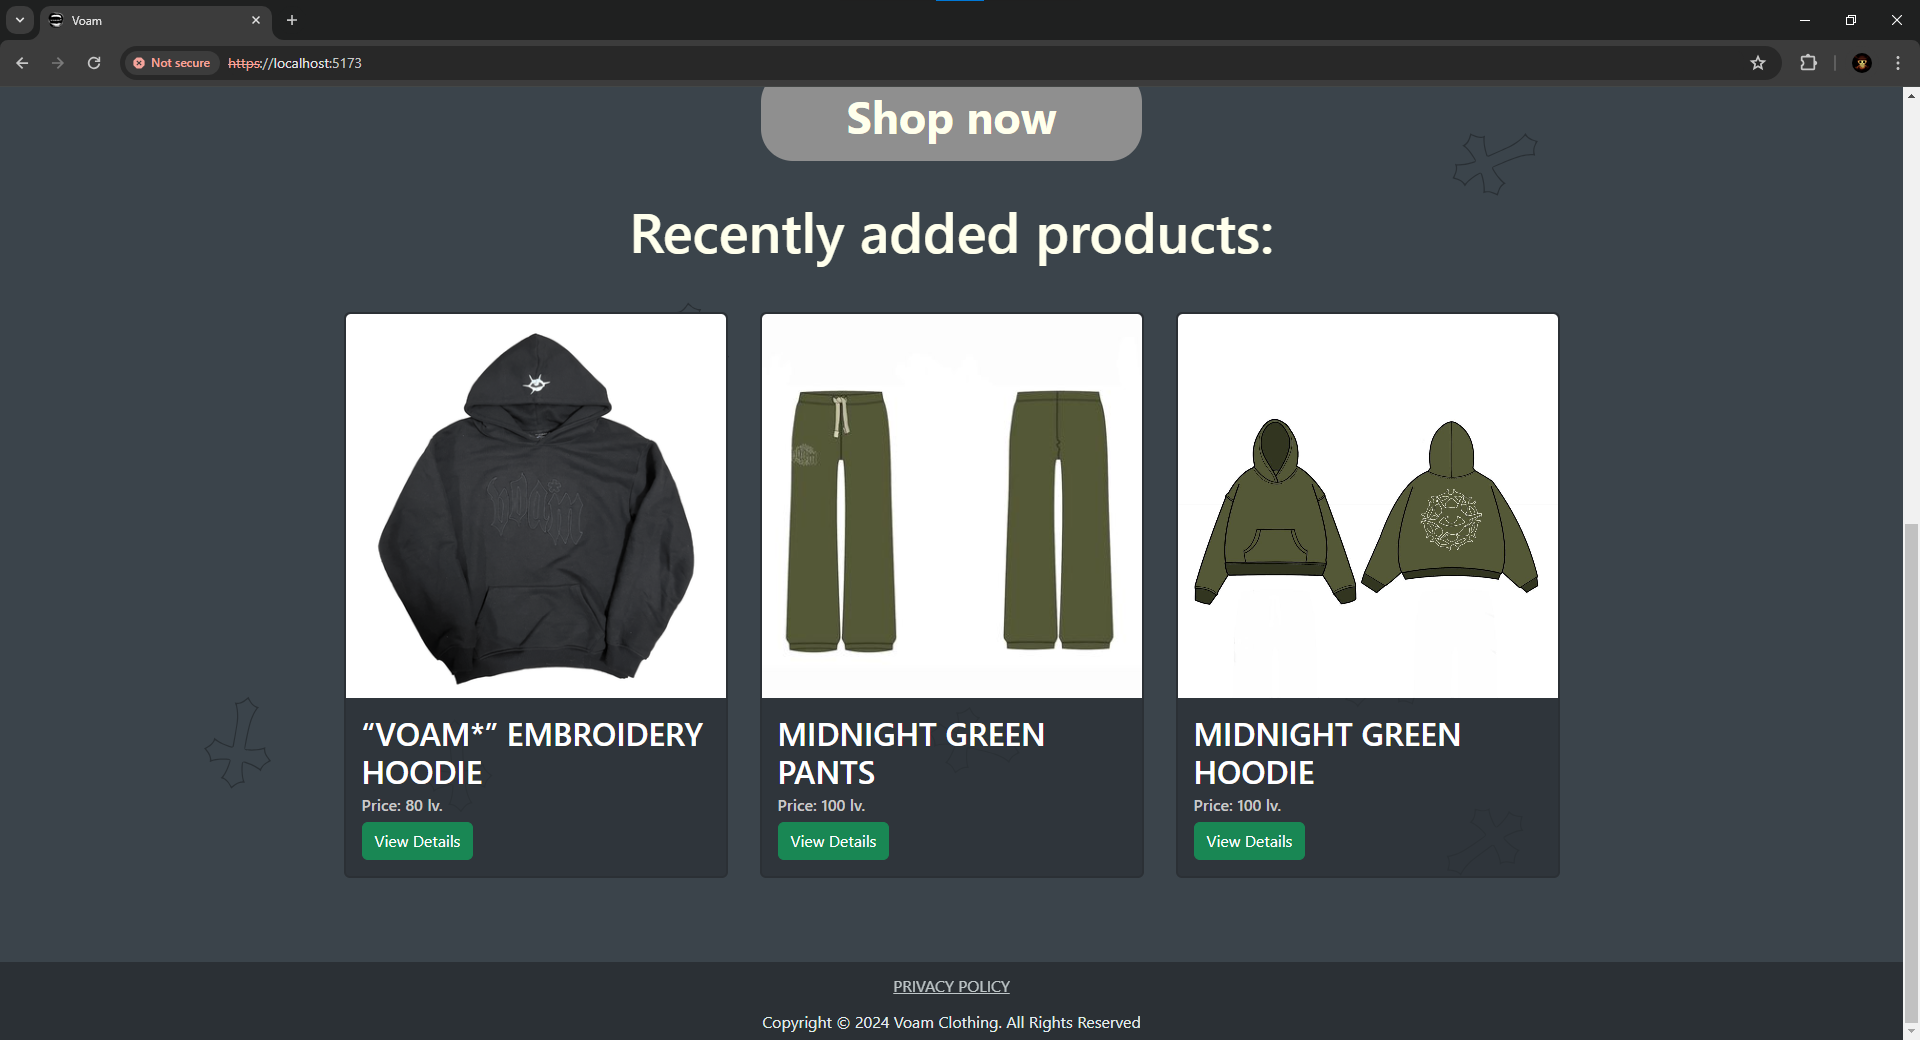 Voam
Not secure
https://localhost:5173
Shop now
Recently added products:
voam
“VOAM*” EMBROIDERY
HOODIE
Price: 80 lv.
View Details
MIDNIGHT GREEN
PANTS
Price: 100 lv.
View Details
MIDNIGHT GREEN
HOODIE
Price: 100 lv.
View Details
PRIVACY POLICY
Copyright © 2024 Voam Clothing. All Rights Reserved